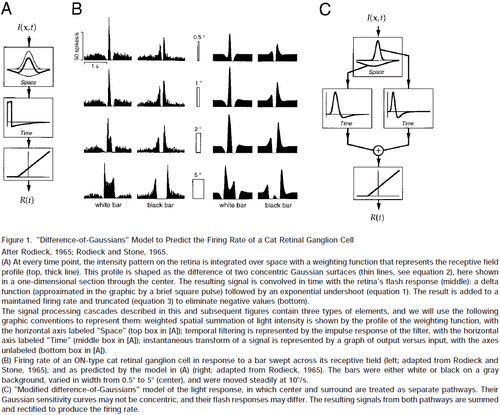 A
B
C
I(x,t)
Space
Time
R(t)
50 spikes/s
1 s
0.5°
1°
2°
5°
white bar
black bar
white bar
black bar
I(x,t)
Space
Time
Time
+
R(t)
Figure 1. "Difference-of-Gaussians" Model to Predict the Firing Rate of a Cat Retinal Ganglion Cell
After Rodieck, 1965; Rodieck and Stone, 1965.
(A) At every time point, the intensity pattern on the retina is integrated over space with a weighting function that represents the receptive field
profile (top, thick line). This profile is shaped as the difference of two concentric Gaussian surfaces (thin lines, see equation 2), here shown
in a one-dimensional section through the center. The resulting signal is convolved in time with the retina's flash response (middle): a delta
function (approximated in the graphic by a brief square pulse) followed by an exponential undershoot (equation 1). The result is added to a
maintained firing rate and truncated (equation 3) to eliminate negative values (bottom).
The signal processing cascades described in this and subsequent figures contain three types of elements, and we will use the following
graphic conventions to represent them: weighted spatial summation of light intensity is shown by the profile of the weighting function, with
the horizontal axis labeled "Space" (top box in [A]); temporal filtering is represented by the impulse response of the filter, with the horizontal
axis labeled "Time" (middle box in [A]); instantaneous transform of a signal is represented by a graph of output versus input, with the axes
unlabeled (bottom box in [A]).
(B) Firing rate of an ON-type cat retinal ganglion cell in response to a bar swept across its receptive field (left; adapted from Rodieck and
Stone, 1965), and as predicted by the model in (A) (right; adapted from Rodieck, 1965). The bars were either white or black on a gray
background, varied in width from 0.5° to 5° (center), and were moved steadily at 10°/s.
(C) "Modified difference-of-Gaussians" model of the light response, in which center and surround are treated as separate pathways. Their
Gaussian sensitivity curves may not be concentric, and their flash responses may differ. The resulting signals from both pathways are summed
and rectified to produce the firing rate.